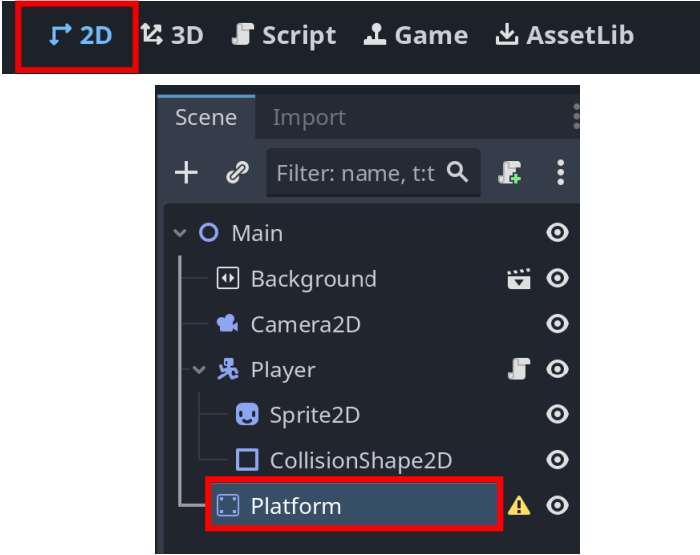 2D 3D Script Game AssetLib
Scene Import
Filter: name, t:t
Main
Background
Camera2D
Player
Sprite2D
CollisionShape2D
Platform